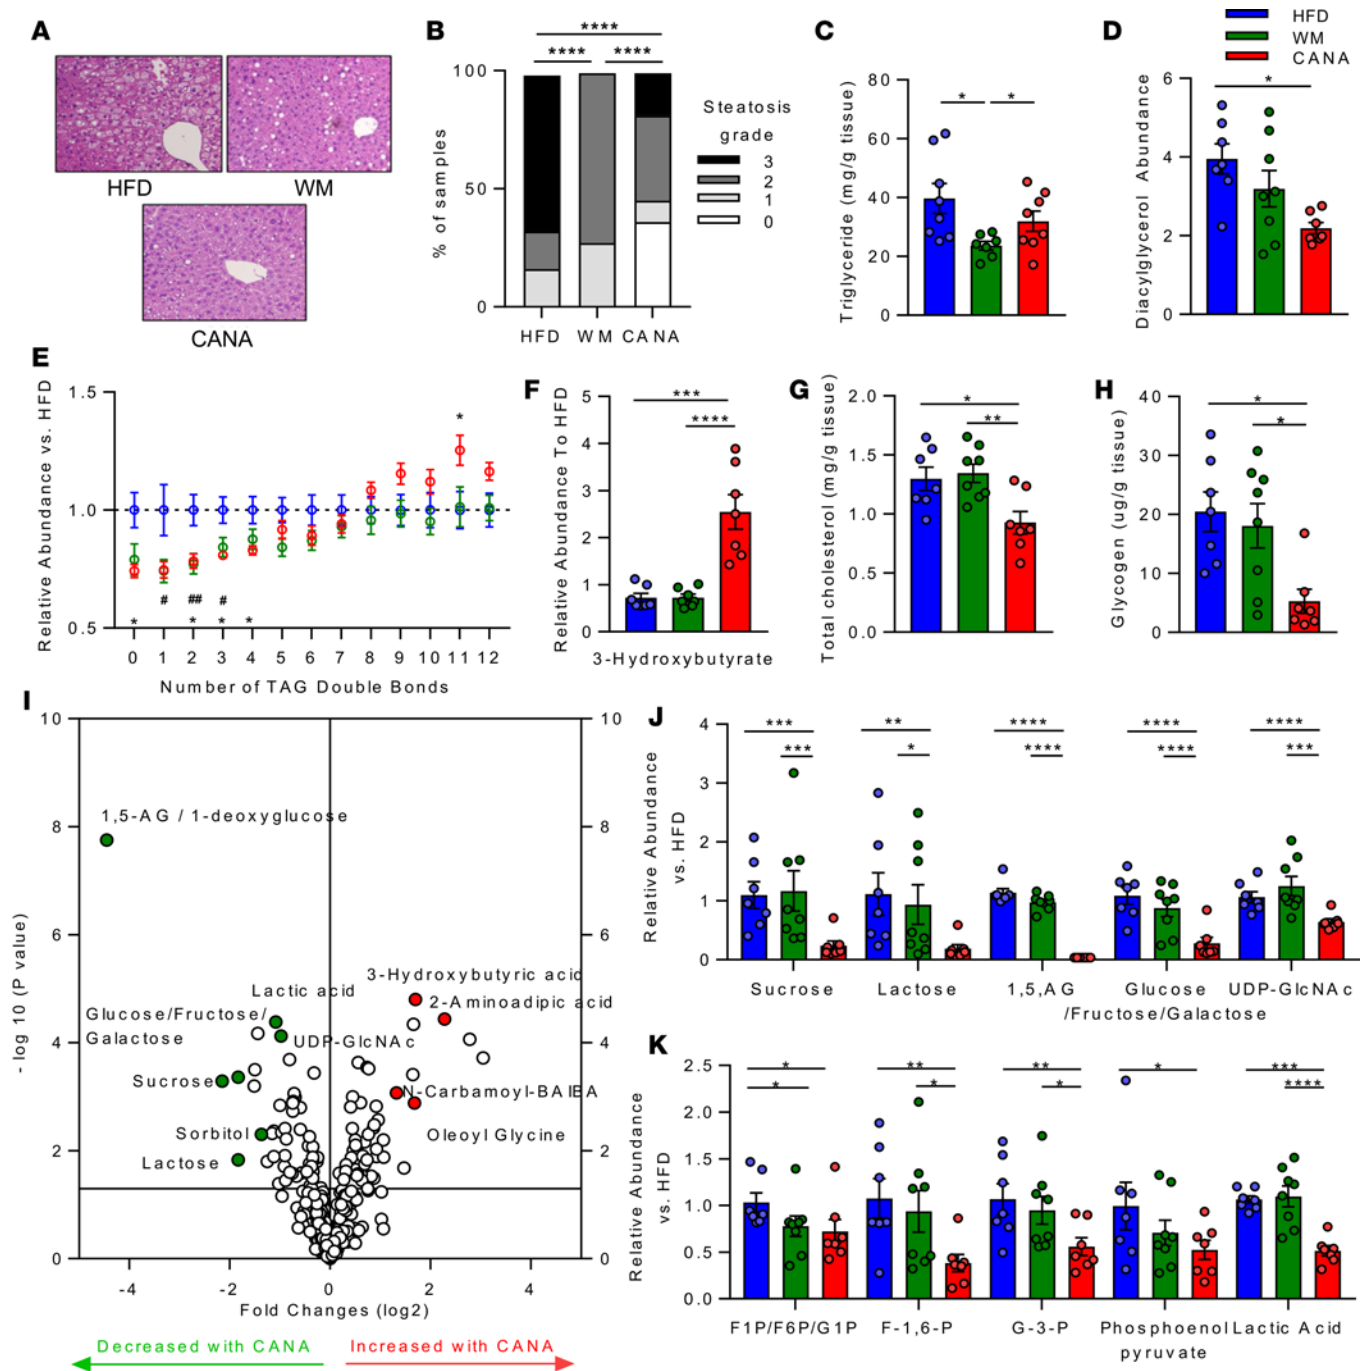 A
HFD
WM
CANA
B
****
**** ****
% of samples
100
50
0
HFD WM CANA
Steatosis
grade
3
2
1
0
C
Triglyceride (mg/g tissue)
80
60
40
20
0
* *
D
Diacylglycerol Abundance
6
4
2
0
*
HFD
WM
CANA
E
Relative Abundance vs. HFD
1.5
1.0
0.5
*
# ## #
* * * *
0 1 2 3 4 5 6 7 8 9 10 11 12
Number of TAG Double Bonds
F
Relative Abundance To HFD
5
4
3
2
1
0
***
****
3-Hydroxybutyrate
G
Total cholesterol (mg/g tissue)
2.0
1.5
1.0
1.5
0.0
*
**
H
Glycogen (ug/g tissue)
40
30
20
10
0
*
*
I
- log 10 (P value)
10 10
8 8
6 6
4 4
2 2
0 0
1,5-AG / 1-deoxyglucose
3-Hydroxybutyric acid
Lactic acid
2-Aminoadipic acid
Glucose/Fructose/
Galactose
UDP-GlcNAc
Sucrose
N-Carbamoyl-BAIBA
Sorbitol
Oleoyl Glycine
Lactose
-4 -2 0 2 4
Fold Changes (log2)
Decreased with CANA
Increased with CANA
J
Relative Abundance
vs. HFD
4
3
2
1
0
*** ** **** **** ****
*** * **** **** ***
Sucrose Lactose 1,5,AG Glucose UDP-GlcNAc
/Fructose/Galactose
K
Relative Abundance
vs. HFD
2.5
2.0
1.5
1.0
0.5
0.0
* ** ** * ***
* * * ****
F1P/F6P/G1P F-1,6-P G-3-P Phosphoenol Lactic Acid
pyruvate